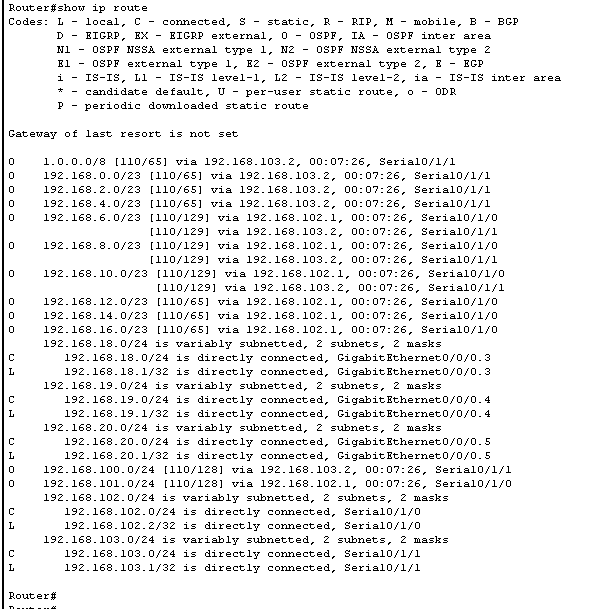 Router#show ip route
Codes: L - local, C - connected, S - static, R - RIP, M - mobile, B - BGP
       D - EIGRP, EX - EIGRP external, O - OSPF, IA - OSPF inter area
       N1 - OSPF NSSA external type 1, N2 - OSPF NSSA external type 2
       E1 - OSPF external type 1, E2 - OSPF external type 2, E - EGP
       i - IS-IS, L1 - IS-IS level-1, L2 - IS-IS level-2, ia - IS-IS inter area
       * - candidate default, U - per-user static route, o - ODR
       P - periodic downloaded static route

Gateway of last resort is not set

O    1.0.0.0/8 [110/65] via 192.168.103.2, 00:07:26, Serial0/1/1
O    192.168.0.0/23 [110/65] via 192.168.103.2, 00:07:26, Serial0/1/1
O    192.168.2.0/23 [110/65] via 192.168.103.2, 00:07:26, Serial0/1/1
O    192.168.4.0/23 [110/65] via 192.168.103.2, 00:07:26, Serial0/1/1
O    192.168.6.0/23 [110/129] via 192.168.102.1, 00:07:26, Serial0/1/0
                    [110/129] via 192.168.103.2, 00:07:26, Serial0/1/1
O    192.168.8.0/23 [110/129] via 192.168.102.1, 00:07:26, Serial0/1/0
                    [110/129] via 192.168.103.2, 00:07:26, Serial0/1/1
O    192.168.10.0/23 [110/129] via 192.168.102.1, 00:07:26, Serial0/1/0
                     [110/129] via 192.168.103.2, 00:07:26, Serial0/1/1
O    192.168.12.0/23 [110/65] via 192.168.102.1, 00:07:26, Serial0/1/0
O    192.168.14.0/23 [110/65] via 192.168.102.1, 00:07:26, Serial0/1/0
O    192.168.16.0/23 [110/65] via 192.168.102.1, 00:07:26, Serial0/1/0
     192.168.18.0/24 is variably subnetted, 2 subnets, 2 masks
C       192.168.18.0/24 is directly connected, GigabitEthernet0/0/0.3
L       192.168.18.1/32 is directly connected, GigabitEthernet0/0/0.3
     192.168.19.0/24 is variably subnetted, 2 subnets, 2 masks
C       192.168.19.0/24 is directly connected, GigabitEthernet0/0/0.4
L       192.168.19.1/32 is directly connected, GigabitEthernet0/0/0.4
     192.168.20.0/24 is variably subnetted, 2 subnets, 2 masks
C       192.168.20.0/24 is directly connected, GigabitEthernet0/0/0.5
L       192.168.20.1/32 is directly connected, GigabitEthernet0/0/0.5
O    192.168.100.0/24 [110/128] via 192.168.103.2, 00:07:26, Serial0/1/1
O    192.168.101.0/24 [110/128] via 192.168.102.1, 00:07:26, Serial0/1/0
     192.168.102.0/24 is variably subnetted, 2 subnets, 2 masks
C       192.168.102.0/24 is directly connected, Serial0/1/0
L       192.168.102.2/32 is directly connected, Serial0/1/0
     192.168.103.0/24 is variably subnetted, 2 subnets, 2 masks
C       192.168.103.0/24 is directly connected, Serial0/1/1
L       192.168.103.1/32 is directly connected, Serial0/1/1

Router#
Router#